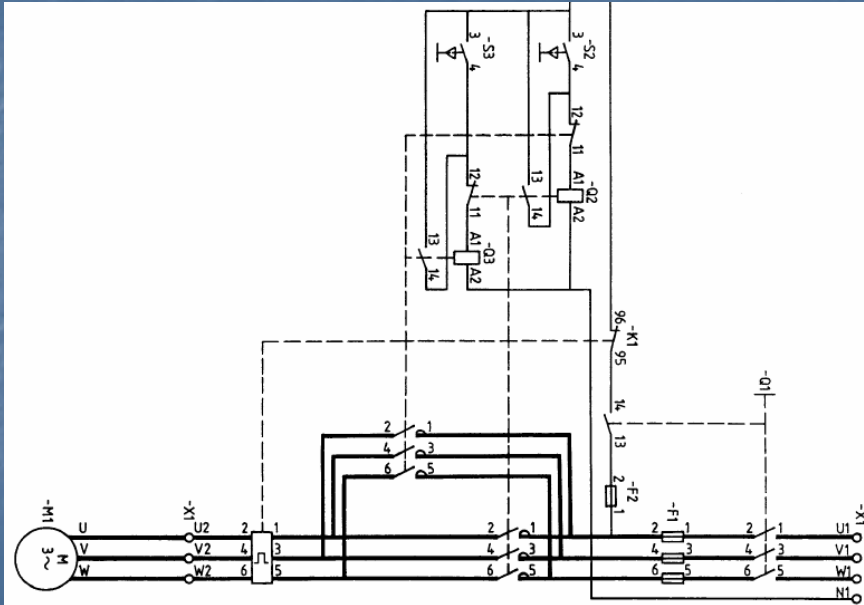 3 -S3 3 -S2
4 4
12
11
12 13 A1 -Q2
11 14 A2
13 A1 -Q3
14 A2
96 -K1
95
14 -Q1
13
2 1
4 3 2 -F2
6 5 1
-M1 -X1 -F1 -X1
U U2 2 1 2 1 2 1 2 1 U1
M 3~ V V2 4 3 4 3 4 3 4 3 V1
W W2 6 5 6 5 6 5 6 5 W1
N1